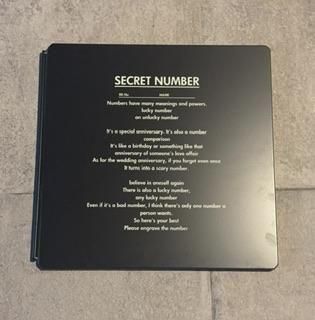 SECRET NUMBER
NAME
Numbers have many meanings and powers.
lucky number
an unlucky number
It's a special anniversary. It's also a number
comparison
It's like a birthday or something like that
anniversary of someone's love affair
As for the wedding anniversary, if you forget even once
It turns into a scary number.
believe in oneself again
There is also a lucky number,
any lucky number
Even if it's a bad number, I think there's only one number a
person wants.
So here's your best
Please engrave the number